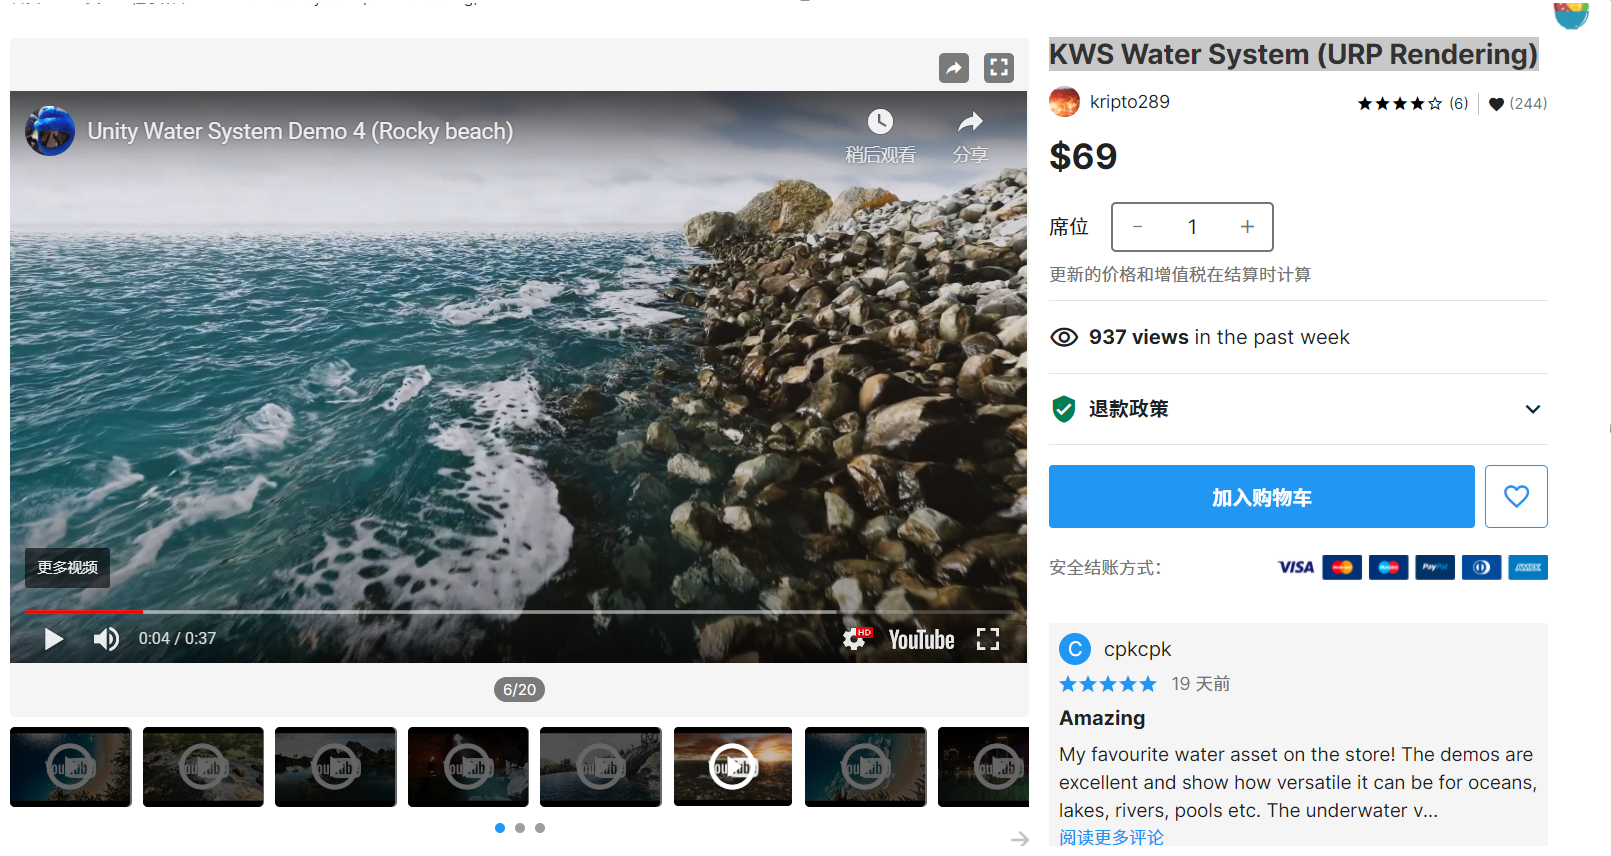 KWS Water System (URP Rendering)
kripto289
(6)
(244)
$69
席位
− 1 +
更新的价格和增值税在结算时计算
937 views in the past week
退款政策
加入购物车
安全结账方式：
VISA
PayPal
AMEX
C
cpkcpk
19 天前
Amazing
My favourite water asset on the store! The demos are
excellent and show how versatile it can be for oceans,
lakes, rivers, pools etc. The underwater v...
阅读更多评论
Unity Water System Demo 4 (Rocky beach)
稍后观看
分享
更多视频
0:04 / 0:37
HD
YouTube
6/20